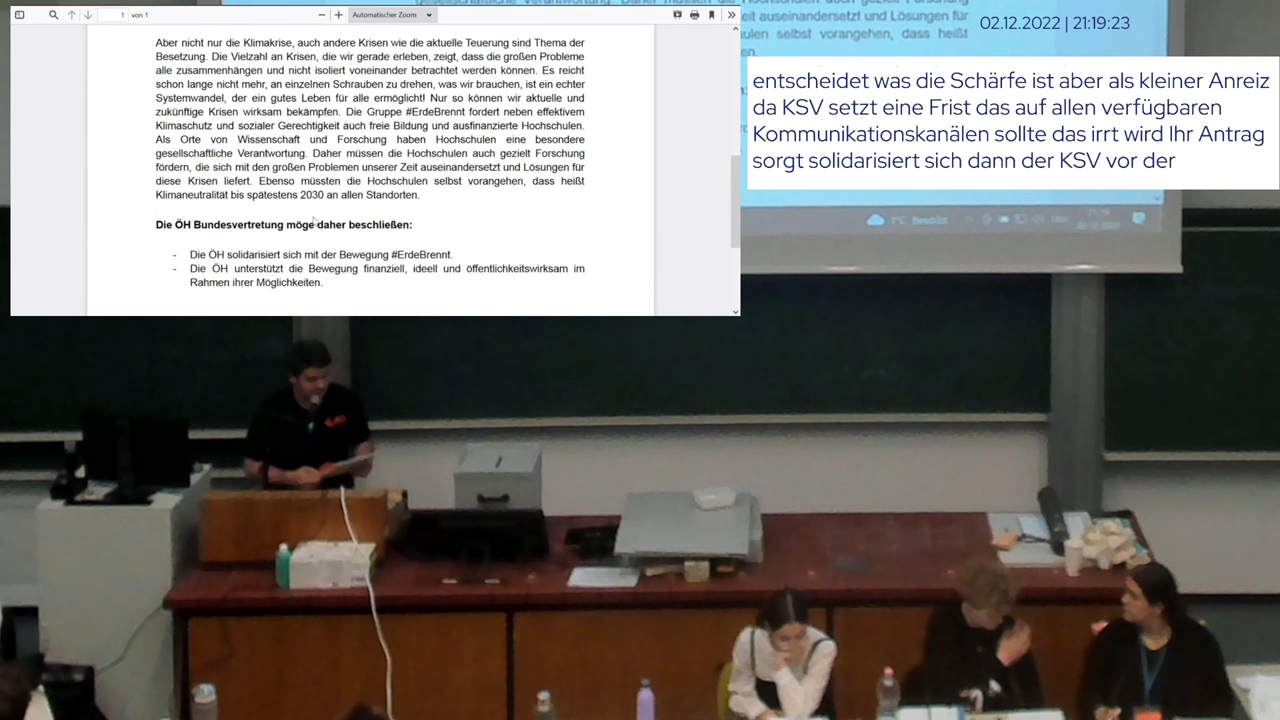 1 von 1
Automatischer Zoom
Aber nicht nur die Klimakrise, auch andere Krisen wie die aktuelle Teuerung sind Thema der
Besetzung. Die Vielzahl an Krisen, die wir gerade erleben, zeigt, dass die großen Probleme
alle zusammenhängen und nicht isoliert voneinander betrachtet werden können. Es reicht
schon lange nicht mehr, an einzelnen Schrauben zu drehen, was wir brauchen, ist ein echter
Systemwandel, der ein gutes Leben für alle ermöglicht! Nur so können wir aktuelle und
zukünftige Krisen wirksam bekämpfen. Die Gruppe #ErdeBrennt fordert neben effektivem
Klimaschutz und sozialer Gerechtigkeit auch freie Bildung und ausfinanzierte Hochschulen.
Als Orte von Wissenschaft und Forschung haben Hochschulen eine besondere
gesellschaftliche Verantwortung. Daher müssen die Hochschulen auch gezielt Forschung
fördern, die sich mit den großen Problemen unserer Zeit auseinandersetzt und Lösungen für
diese Krisen liefert. Ebenso müssten die Hochschulen selbst vorangehen, dass heißt
Klimaneutralität bis spätestens 2030 an allen Standorten.
Die ÖH Bundesvertretung möge daher beschließen:
- Die ÖH solidarisiert sich mit der Bewegung #ErdeBrennt.
- Die ÖH unterstützt die Bewegung finanziell, ideell und öffentlichkeitswirksam im
Rahmen ihrer Möglichkeiten.
eit auseinandersetzt und Lösungen für
ulen selbst vorangehen, dass heißt
02.12.2022 | 21:19:23
entscheidet was die Schärfe ist aber als kleiner Anreiz
da KSV setzt eine Frist das auf allen verfügbaren
Kommunikationskanälen sollte das irrt wird Ihr Antrag
sorgt solidarisiert sich dann der KSV vor der